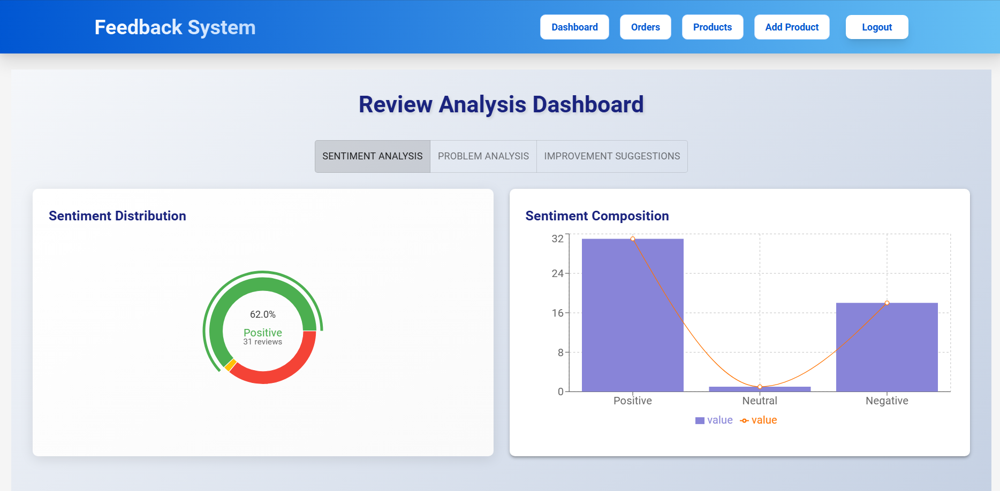 Feedback System
Dashboard
Orders
Products
Add Product
Logout
Review Analysis Dashboard
SENTIMENT ANALYSIS
PROBLEM ANALYSIS
IMPROVEMENT SUGGESTIONS
Sentiment Distribution
62.0%
Positive
31 reviews
Sentiment Composition
32
24
16
8
0
Positive
Neutral
Negative
value
value